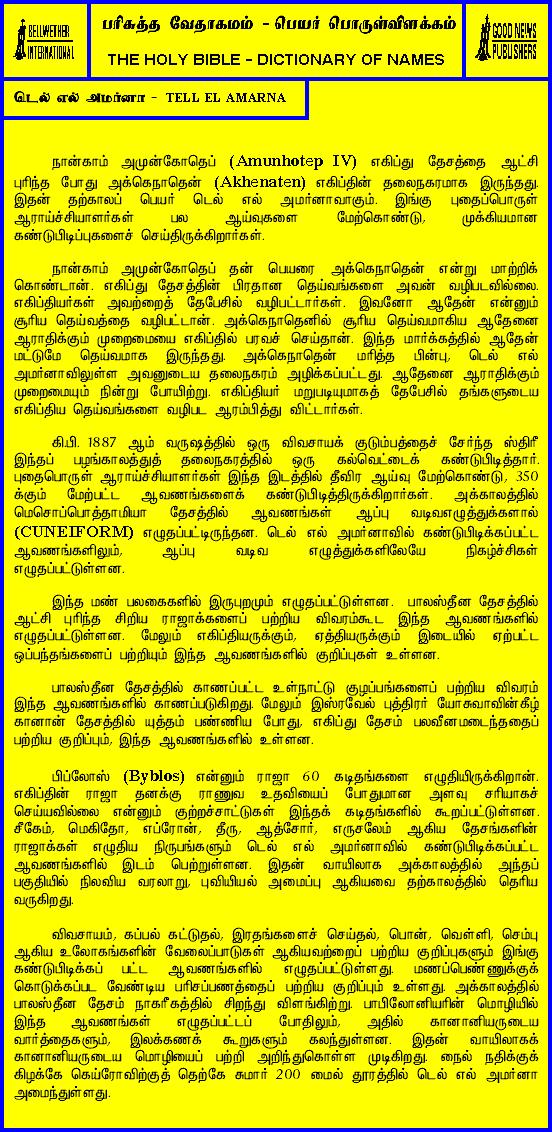 BELLWETHER
INTERNATIONAL
பரிசுத்த வேதாகமம் - பெயர் பொருள்விளக்கம்
THE HOLY BIBLE - DICTIONARY OF NAMES
GOOD NEWS
PUBLISHERS
டெல் எல் அமர்னா - TELL EL AMARNA
நான்காம் அமுன்கோதெப் (Amunhotep IV) எகிப்து தேசத்தை ஆட்சி
புரிந்த போது அக்கெநாதென் (Akhenaten) எகிப்தின் தலைநகரமாக இருந்தது.
இதன் தற்காலப் பெயர் டெல் எல் அமர்னாவாகும். இங்கு புதைப்பொருள்
ஆராய்ச்சியாளர்கள் பல ஆய்வுகளை மேற்கொண்டு, முக்கியமான
கண்டுபிடிப்புகளைச் செய்திருக்கிறார்கள்.
நான்காம் அமுன்கோதெப் தன் பெயரை அக்கெநாதென் என்று மாற்றிக்
கொண்டான். எகிப்து தேசத்தின் பிரதான தெய்வங்களை அவன் வழிபடவில்லை.
எகிப்தியர்கள் அவற்றைத் தேபேசில் வழிபட்டார்கள். இவனோ ஆதேன் என்னும்
சூரிய தெய்வத்தை வழிபட்டான். அக்கெநாதெனில் சூரிய தெய்வமாகிய ஆதேனை
ஆராதிக்கும் முறைமையை எகிப்தில் பரவச் செய்தான். இந்த மார்க்கத்தில் ஆதேன்
மட்டுமே தெய்வமாக இருந்தது. அக்கெநாதென் மரித்த பின்பு, டெல் எல்
அமர்னாவிலுள்ள அவனுடைய தலைநகரம் அழிக்கப்பட்டது. ஆதேனை ஆராதிக்கும்
முறைமையும் நின்று போயிற்று. எகிப்தியர் மறுபடியுமாகத் தேபேசில் தங்களுடைய
எகிப்திய தெய்வங்களை வழிபட ஆரம்பித்து விட்டார்கள்.
கி.பி. 1887 ஆம் வருஷத்தில் ஒரு விவசாயக் குடும்பத்தைச் சேர்ந்த ஸ்திரீ
இந்தப் பழங்காலத்துத் தலைநகரத்தில் ஒரு கல்வெட்டைக் கண்டுபிடித்தார்.
புதைபொருள் ஆராய்ச்சியாளர்கள் இந்த இடத்தில் தீவிர ஆய்வு மேற்கொண்டு, 350
க்கும் மேற்பட்ட ஆவணங்களைக் கண்டுபிடித்திருக்கிறார்கள். அக்காலத்தில்
மெசொப்பொத்தாமியா தேசத்தில் ஆவணங்கள் ஆப்பு வடிவஎழுத்துக்களால்
(CUNEIFORM) எழுதப்பட்டிருந்தன. டெல் எல் அமர்னாவில் கண்டுபிடிக்கப்பட்ட
ஆவணங்களிலும், ஆப்பு வடிவ எழுத்துக்களிலேயே நிகழ்ச்சிகள்
எழுதப்பட்டுள்ளன.
இந்த மண் பலகைகளில் இருபுறமும் எழுதப்பட்டுள்ளன. பாலஸ்தீன தேசத்தில்
ஆட்சி புரிந்த சிறிய ராஜாக்களைப் பற்றிய விவரம்கூட இந்த ஆவணங்களில்
எழுதப்பட்டுள்ளன. மேலும் எகிப்தியருக்கும், ஏத்தியருக்கும் இடையில் ஏற்பட்ட
ஒப்பந்தங்களைப் பற்றியும் இந்த ஆவணங்களில் குறிப்புகள் உள்ளன.
பாலஸ்தீன தேசத்தில் காணப்பட்ட உள்நாட்டு குழப்பங்களைப் பற்றிய விவரம்
இந்த ஆவணங்களில் காணப்படுகிறது. மேலும் இஸ்ரவேல் புத்திரர் யோசுவாவின்கீழ்
கானான் தேசத்தில் யுத்தம் பண்ணிய போது, எகிப்து தேசம் பலவீனமடைந்ததைப்
பற்றிய குறிப்பும், இந்த ஆவணங்களில் உள்ளன.
பிப்லோஸ் (Byblos) என்னும் ராஜா 60 கடிதங்களை எழுதியிருக்கிறான்.
எகிப்தின் ராஜா தனக்கு ராணுவ உதவியைப் போதுமான அளவு சரியாகச்
செய்யவில்லை என்னும் குற்றச்சாட்டுகள் இந்தக் கடிதங்களில் கூறப்பட்டுள்ளன.
சீகேம், மெகிதோ, எப்ரோன், தீரு, ஆத்சோர், எருசலேம் ஆகிய தேசங்களின்
ராஜாக்கள் எழுதிய நிருபங்களும் டெல் எல் அமர்னாவில் கண்டுபிடிக்கப்பட்ட
ஆவணங்களில் இடம் பெற்றுள்ளன. இதன் வாயிலாக அக்காலத்தில் அந்தப்
பகுதியில் நிலவிய வரலாறு, புவியியல் அமைப்பு ஆகியவை தற்காலத்தில் தெரிய
வருகிறது.
விவசாயம், கப்பல் கட்டுதல், இரதங்களைச் செய்தல், பொன், வெள்ளி, செம்பு
ஆகிய உலோகங்களின் வேலைப்பாடுகள் ஆகியவற்றைப் பற்றிய குறிப்புகளும் இங்கு
கண்டுபிடிக்கப் பட்ட ஆவணங்களில் எழுதப்பட்டுள்ளது. மணப்பெண்ணுக்குக்
கொடுக்கப்பட வேண்டிய பரிசப்பணத்தைப் பற்றிய குறிப்பும் உள்ளது. அக்காலத்தில்
பாலஸ்தீன தேசம் நாகரீகத்தில் சிறந்து விளங்கிற்று. பாபிலோனியரின் மொழியில்
இந்த ஆவணங்கள் எழுதப்பட்டப் போதிலும், அதில் கானானியருடைய
வார்த்தைகளும், இலக்கணக் கூறுகளும் கலந்துள்ளன. இதன் வாயிலாகக்
கானானியருடைய மொழியைப் பற்றி அறிந்துகொள்ள முடிகிறது. நைல் நதிக்குக்
கிழக்கே கெய்ரோவிற்குத் தெற்கே சுமார் 200 மைல் தூரத்தில் டெல் எல் அமர்னா
அமைந்துள்ளது.